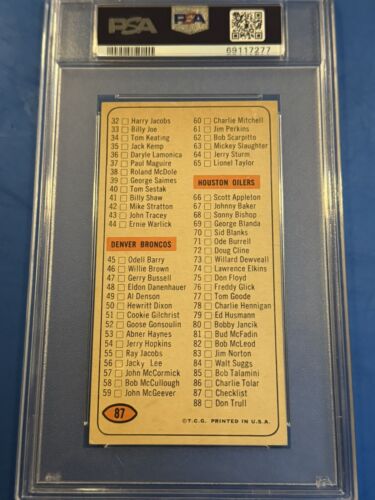 PSA
PSA
69117277
32 Harry Jacobs
33 Billy Joe
34 Tom Keating
35 Jack Kemp
36 Daryle Lamonica
37 Paul Maguire
38 Roland McDole
39 George Saimes
40 Tom Sestak
41 Billy Shaw
42 Mike Stratton
43 John Tracey
44 Ernie Warlick
DENVER BRONCOS
45 Odell Barry
46 Willie Brown
47 Gerry Bussell
48 Eldon Danenhauer
49 Al Denson
50 Hewritt Dixon
51 Cookie Gilchrist
52 Goose Gonsoulin
53 Abner Haynes
54 Jerry Hopkins
55 Ray Jacobs
56 Jacky Lee
57 John McCormick
58 Bob McCullough
59 John McGeever
60 Charlie Mitchell
61 Jim Perkins
62 Bob Scarpitto
63 Mickey Slaughter
64 Jerry Sturm
65 Lionel Taylor
HOUSTON OILERS
66 Scott Appleton
67 Johnny Baker
68 Sonny Bishop
69 George Blanda
70 Sid Blanks
71 Ode Burrell
72 Doug Cline
73 Willard Dewveall
74 Lawrence Elkins
75 Don Floyd
76 Freddy Glick
77 Tom Goode
78 Charlie Hennigan
79 Ed Husmann
80 Bobby Jancik
81 Bud McFadin
82 Bob McLeod
83 Jim Norton
84 Walt Suggs
85 Bob Talamini
86 Charlie Tolar
87 Checklist
88 Don Trull
87
©T.C.G. PRINTED IN U.S.A.